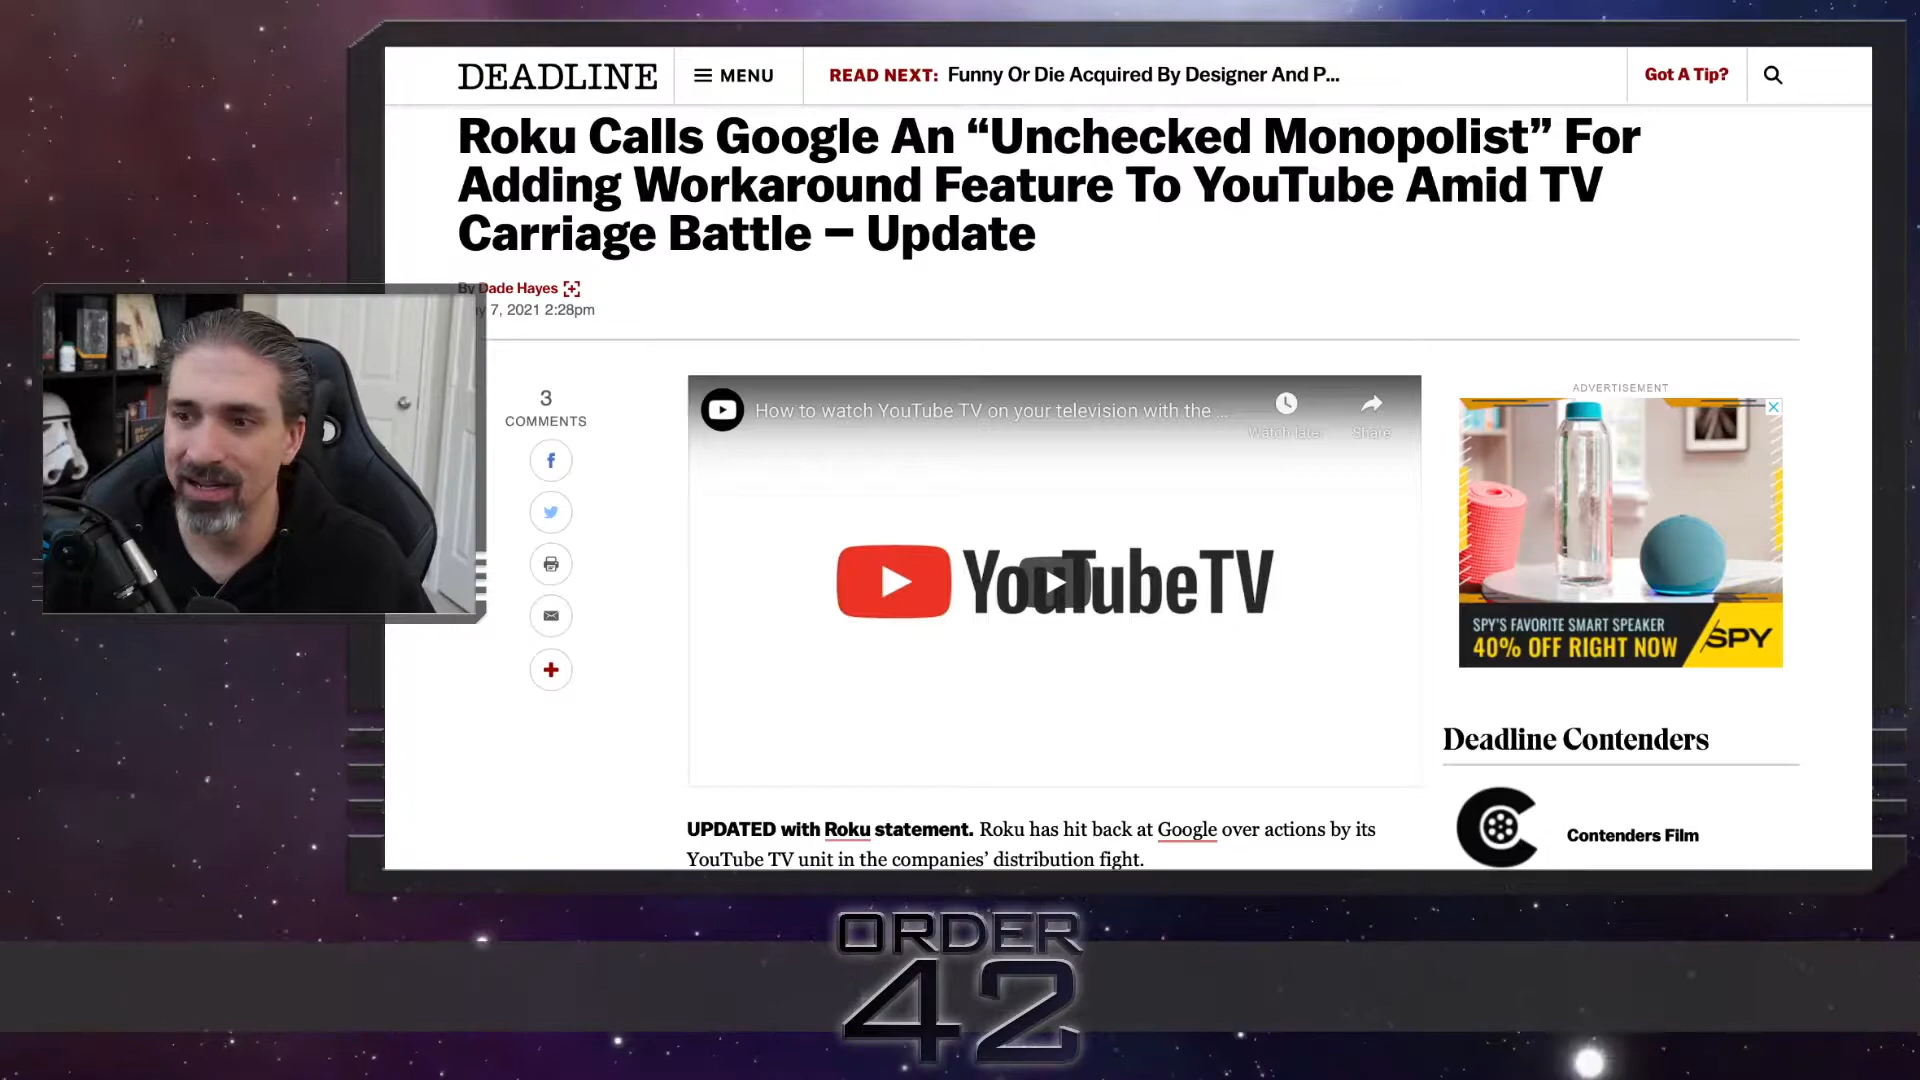 DEADLINE
MENU
READ NEXT: Funny Or Die Acquired By Designer And P...
Got A Tip?
Roku Calls Google An “Unchecked Monopolist” For
Adding Workaround Feature To YouTube Amid TV
Carriage Battle – Update
By Dade Hayes [+]
7, 2021 2:28pm
3
COMMENTS
How to watch YouTube TV on your television with the ...
Watch later
Share
YouTubeTV
ADVERTISEMENT
SPY'S FAVORITE SMART SPEAKER
40% OFF RIGHT NOW
SPY
Deadline Contenders
Contenders Film
UPDATED with Roku statement. Roku has hit back at Google over actions by its
YouTube TV unit in the companies’ distribution fight.
ORDER
42